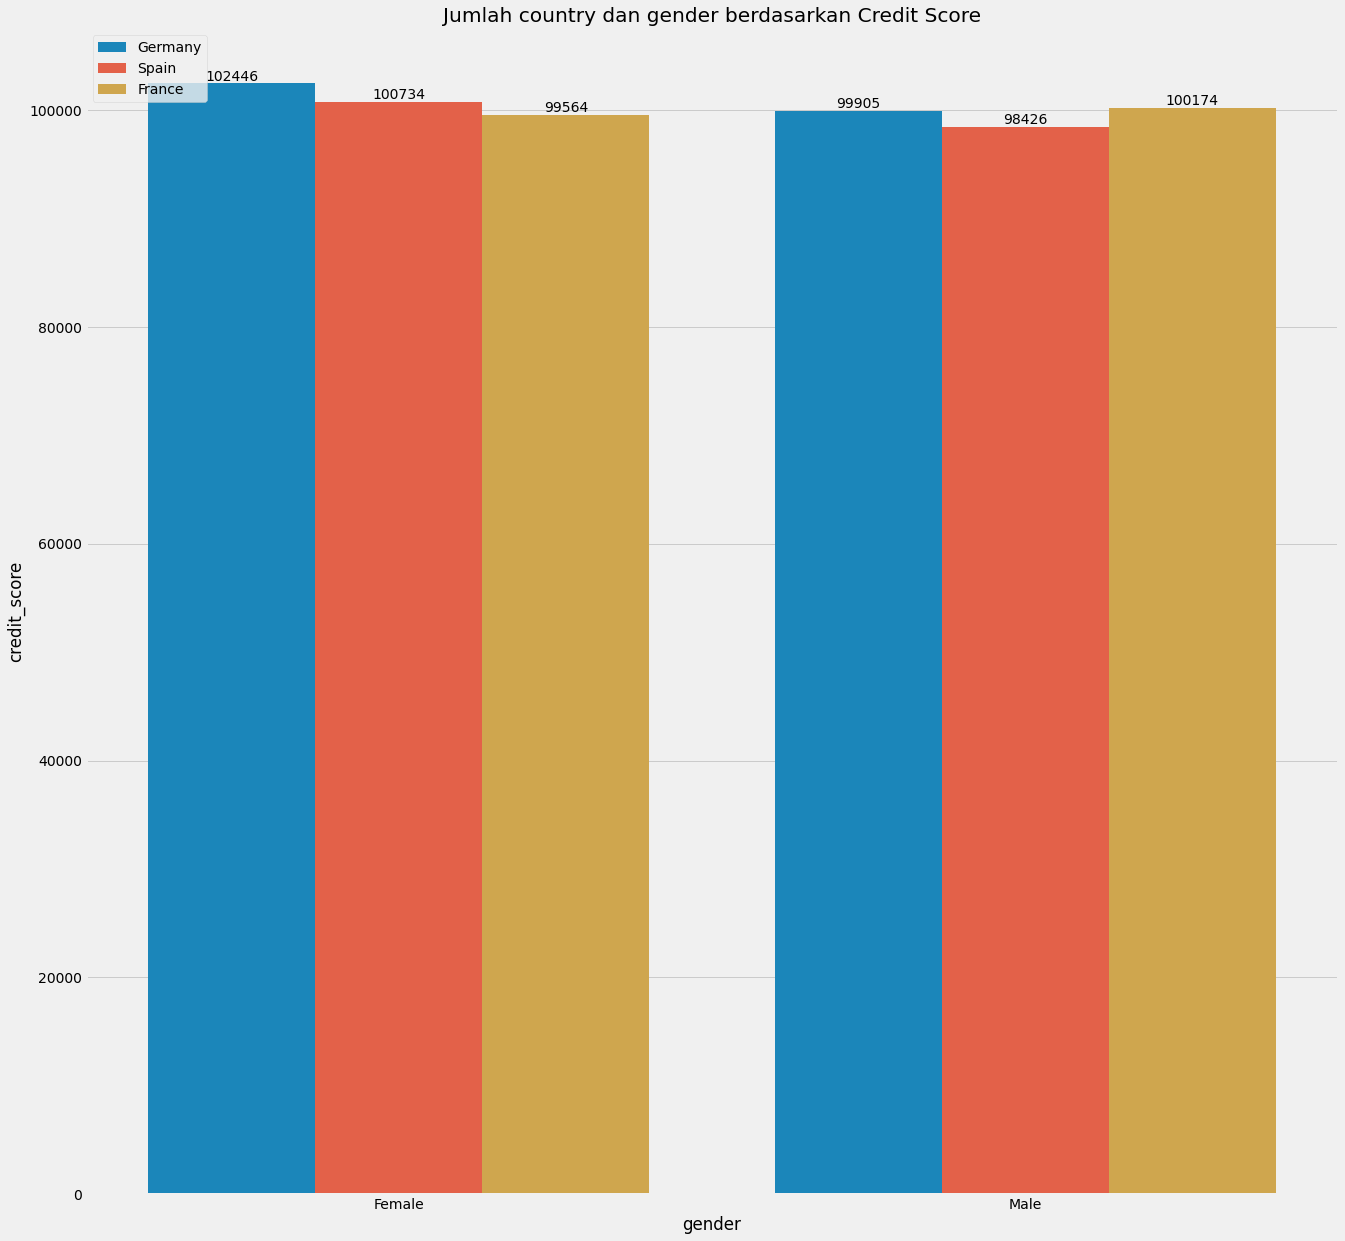 Jumlah country dan gender berdasarkan Credit Score
Germany
Spain
France
102446
100734
99564
99905
98426
100174
100000
80000
60000
40000
20000
0
credit_score
Female
Male
gender